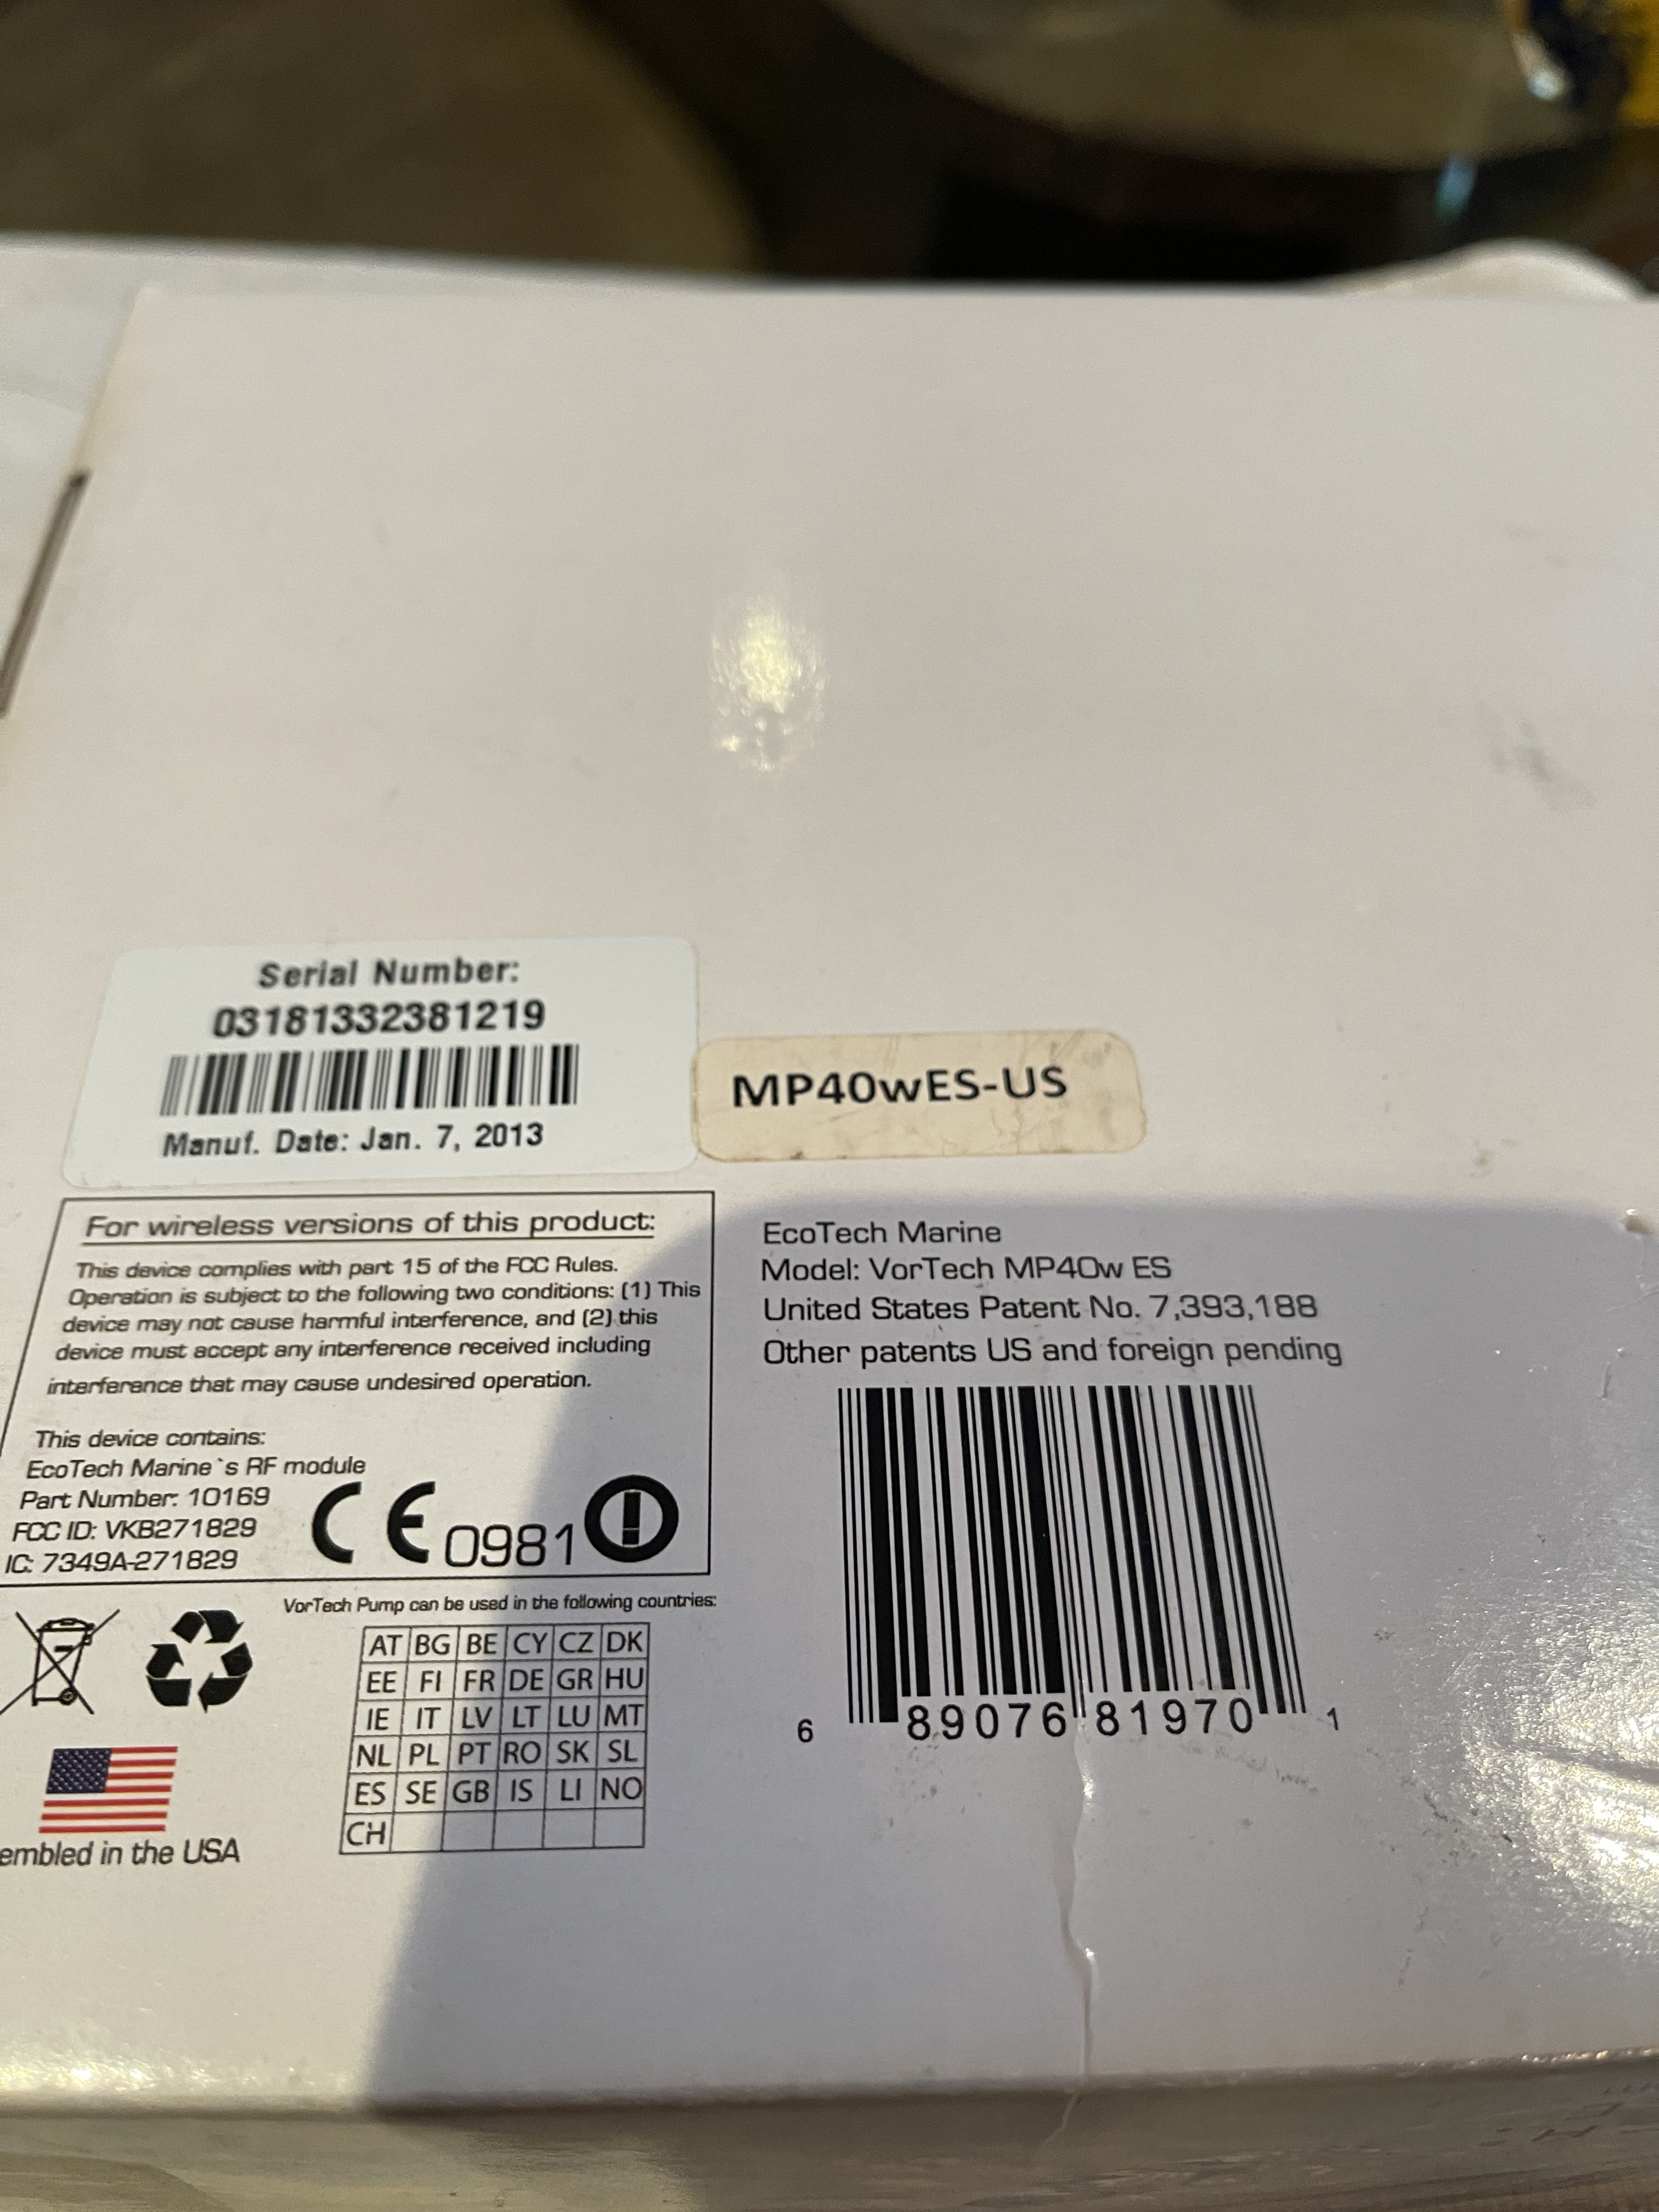 Serial Number:
03181332381219
Manuf. Date: Jan. 7, 2013
MP40wES-US
For wireless versions of this product:
This device complies with part 15 of the FCC Rules.
Operation is subject to the following two conditions: (1) This
device may not cause harmful interference, and (2) this
device must accept any interference received including
interference that may cause undesired operation.
This device contains:
EcoTech Marine`s RF module
Part Number: 10169
FCC ID: VKB271829
IC: 7349A-271829
CE 0981
EcoTech Marine
Model: VorTech MP40w ES
United States Patent No. 7,393,188
Other patents US and foreign pending
6 89076 81970 1
VorTech Pump can be used in the following countries:
AT BG BE CY CZ DK
EE FI FR DE GR HU
IE IT LV LT LU MT
NL PL PT RO SK SL
ES SE GB IS LI NO
CH
embled in the USA